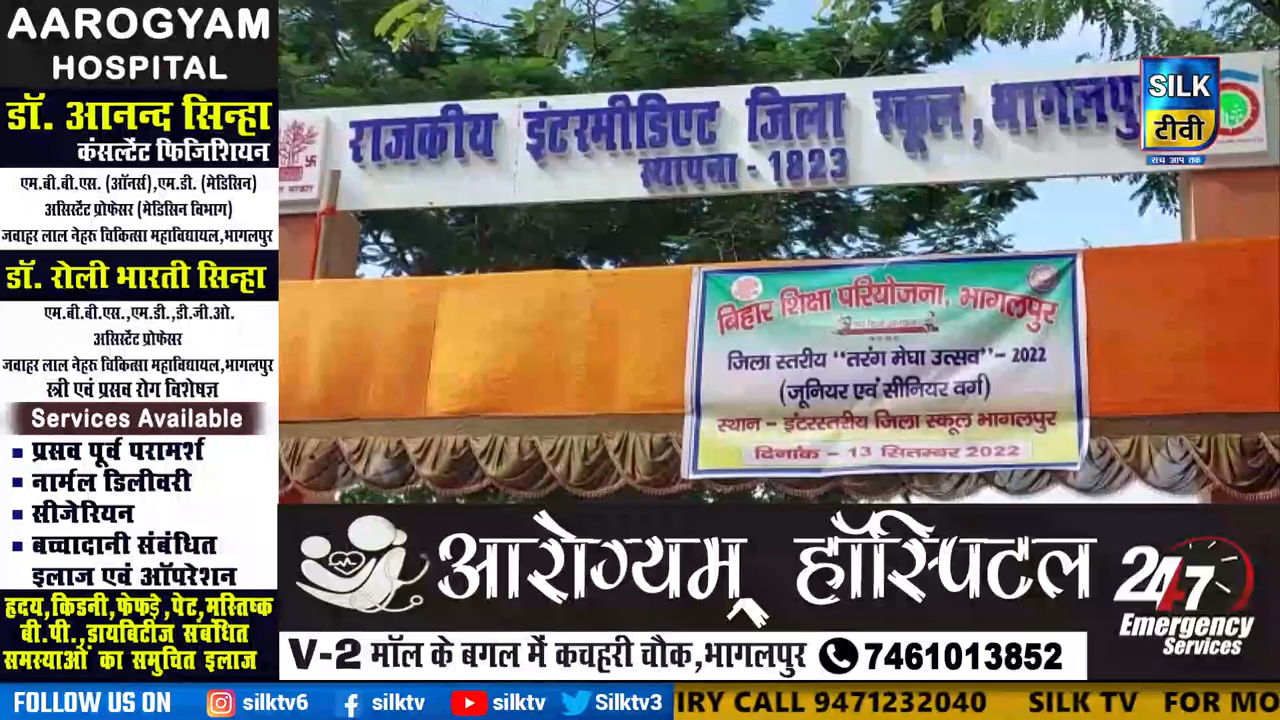 AAROGYAM
HOSPITAL
डॉ. आनन्द सिन्हा
कंसल्टेंट फिजिशियन
एम.बी.बी.एस. (ऑनर्स),एम.डी. (मेडिसिन)
असिस्टेंट प्रोफेसर (मेडिसिन विभाग)
जवाहर लाल नेहरु चिकित्सा महाविद्यायल,भागलपुर
डॉ. रोली भारती सिन्हा
एम.बी.बी.एस.,एम.डी.,डी.जी.ओ.
असिस्टेंट प्रोफेसर
जवाहर लाल नेहरु चिकित्सा महाविद्यायल,भागलपुर
स्त्री एवं प्रसव रोग विशेषज्ञ
Services Available
प्रसव पूर्व परामर्श
नार्मल डिलीवरी
सीजेरियन
बच्चादानी संबंधित
इलाज एवं ऑपरेशन
हृदय,किडनी,फेफड़े,पेट,मस्तिष्क
बी.पी.,डायबिटीज संबंधित
समस्याओं का समुचित इलाज
राजकीय इंटरमीडिएट जिला स्कूल, भागलपु
स्थापना - 1823
SILK
टीवी
सच आप तक
बिहार शिक्षा परियोजना, भागलपुर
जिला स्तरीय "तरंग मेघा उत्सव"- 2022
(जूनियर एवं सीनियर वर्ग)
स्थान - इंटरस्तरीय जिला स्कूल भागलपुर
दिनांक - 13 सितम्बर 2022
आरोग्यम् हॉस्पिटल
24x7
Emergency
Services
V-2 मॉल के बगल में कचहरी चौक,भागलपुर 7461013852
FOLLOW US ON silktv6 silktv silktv Silktv3 IRY CALL 9471232040 SILK TV FOR MO